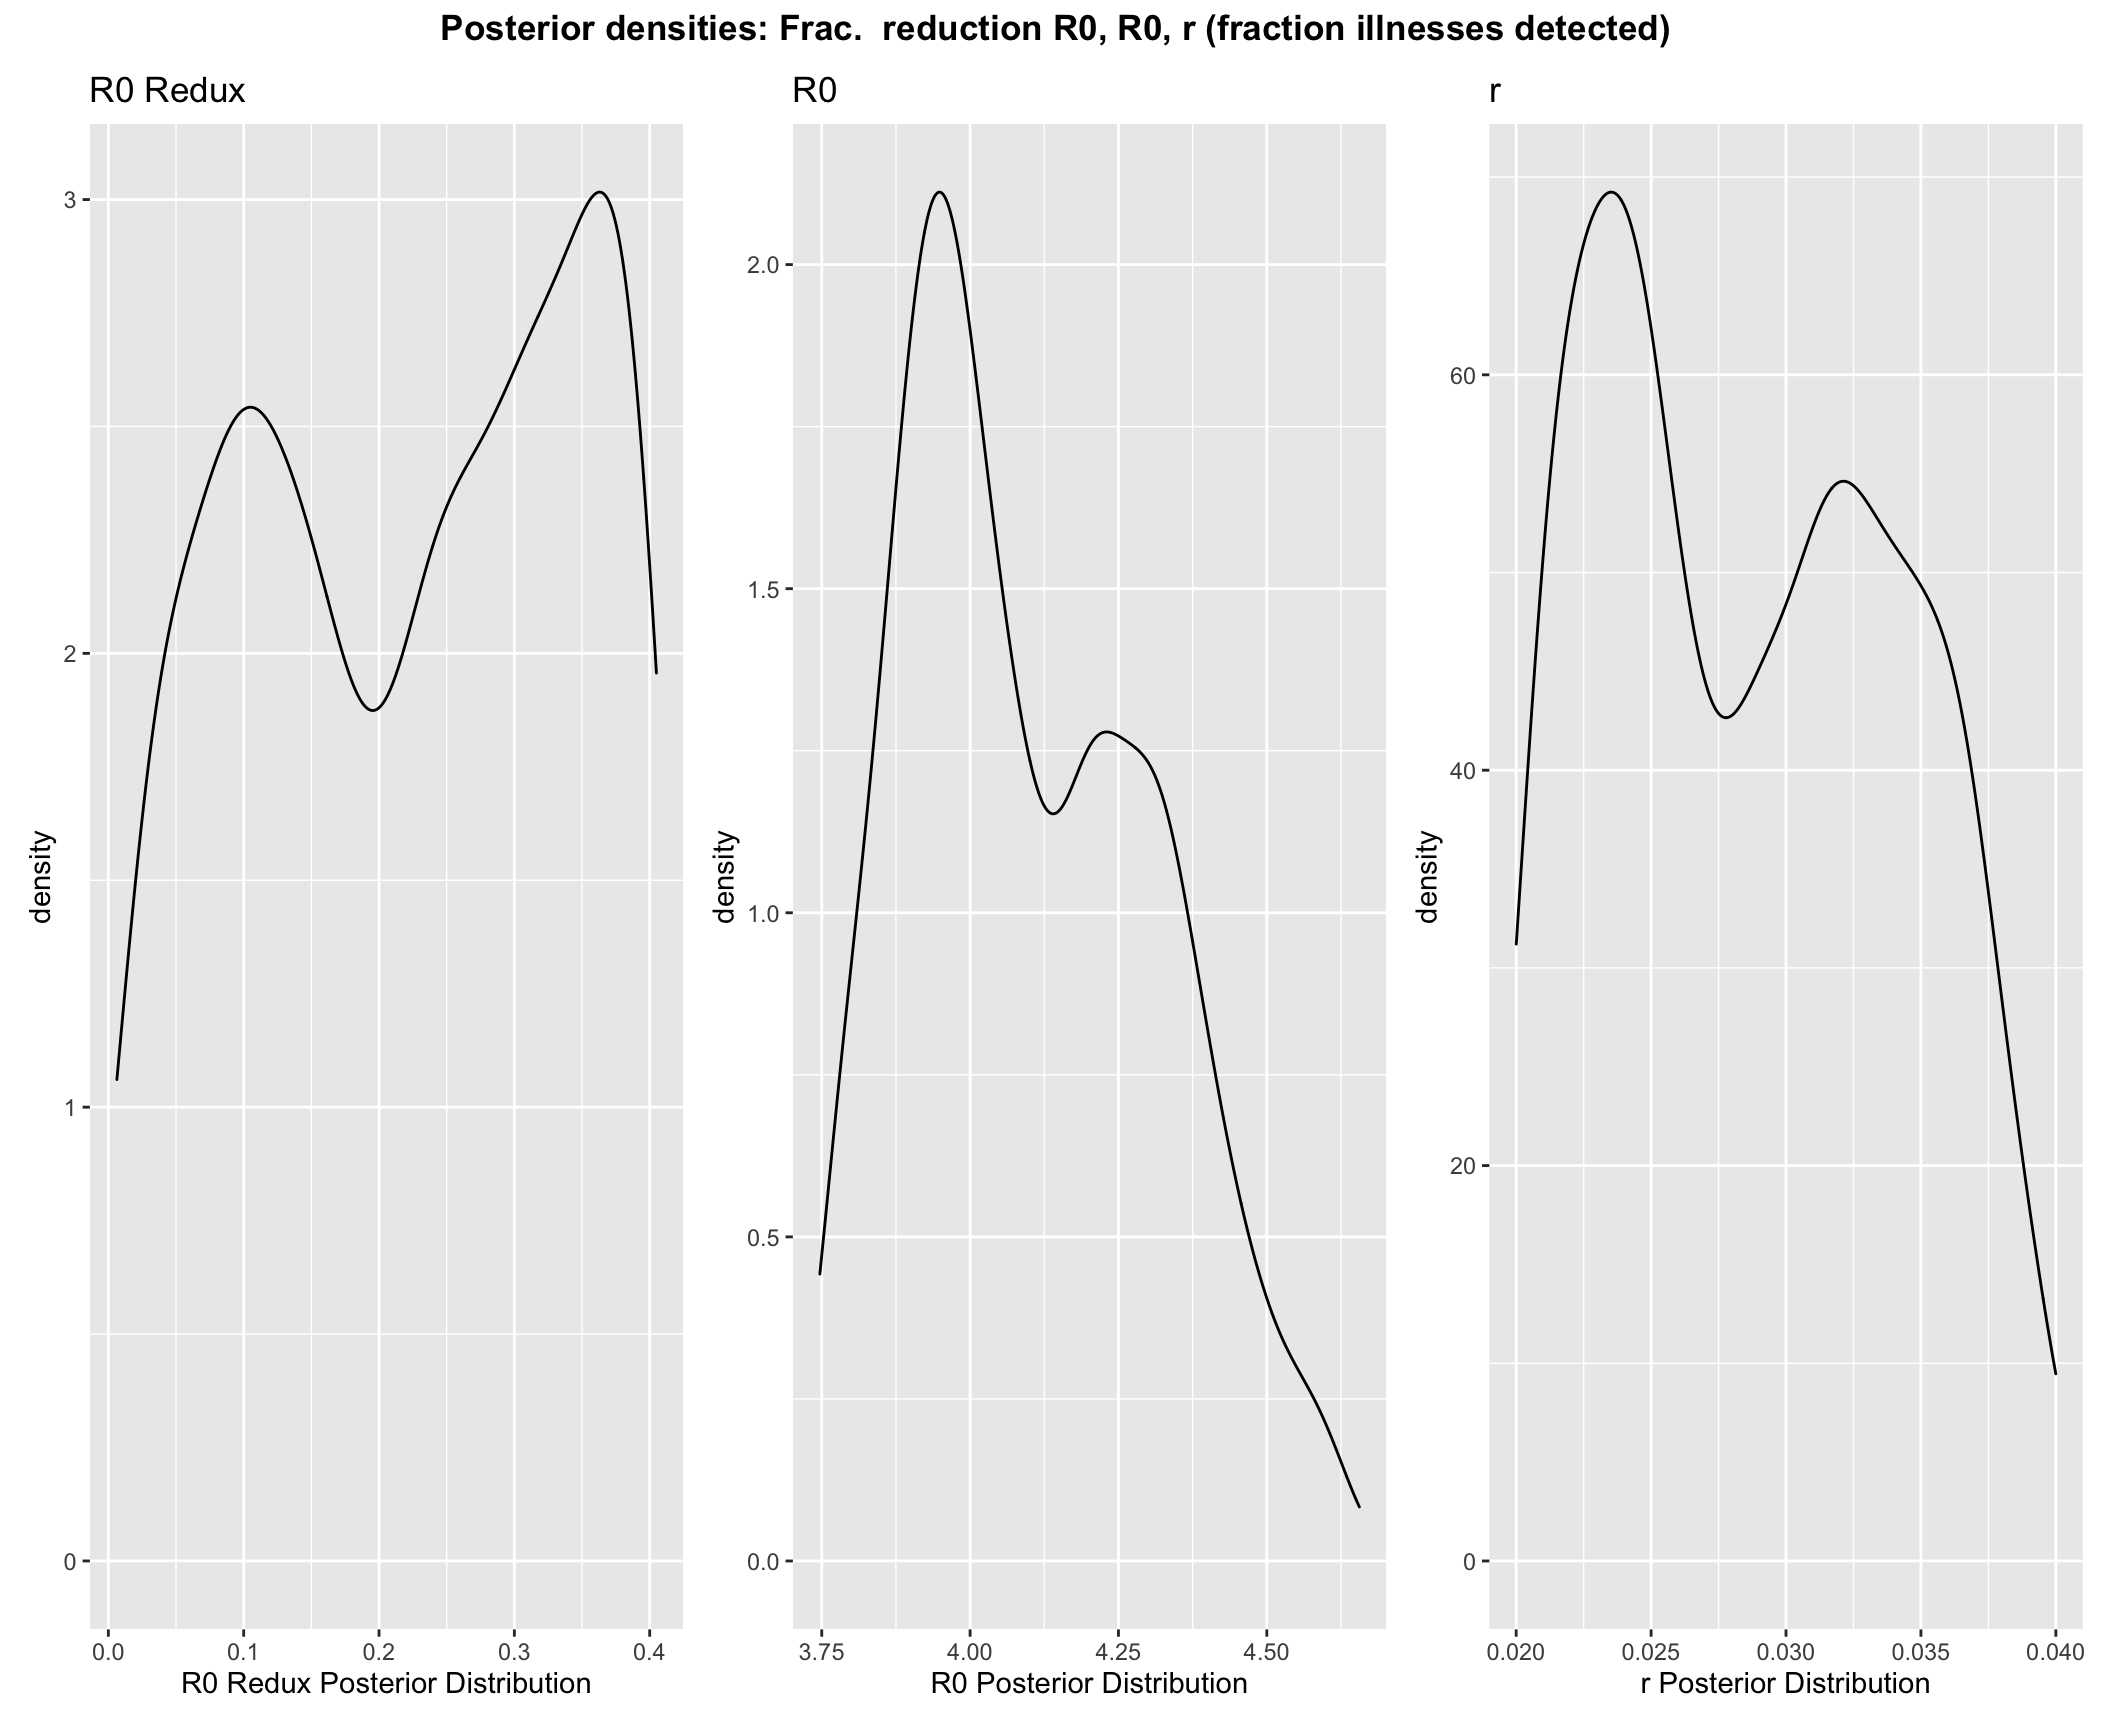 Posterior densities: Frac.  reduction R0, R0, r (fraction illnesses detected)
R0 Redux
3
2
1
0
density
0.0 0.1 0.2 0.3 0.4
R0 Redux Posterior Distribution
R0
2.0
1.5
1.0
0.5
0.0
density
3.75 4.00 4.25 4.50
R0 Posterior Distribution
r
60
40
20
0
density
0.020 0.025 0.030 0.035 0.040
r Posterior Distribution